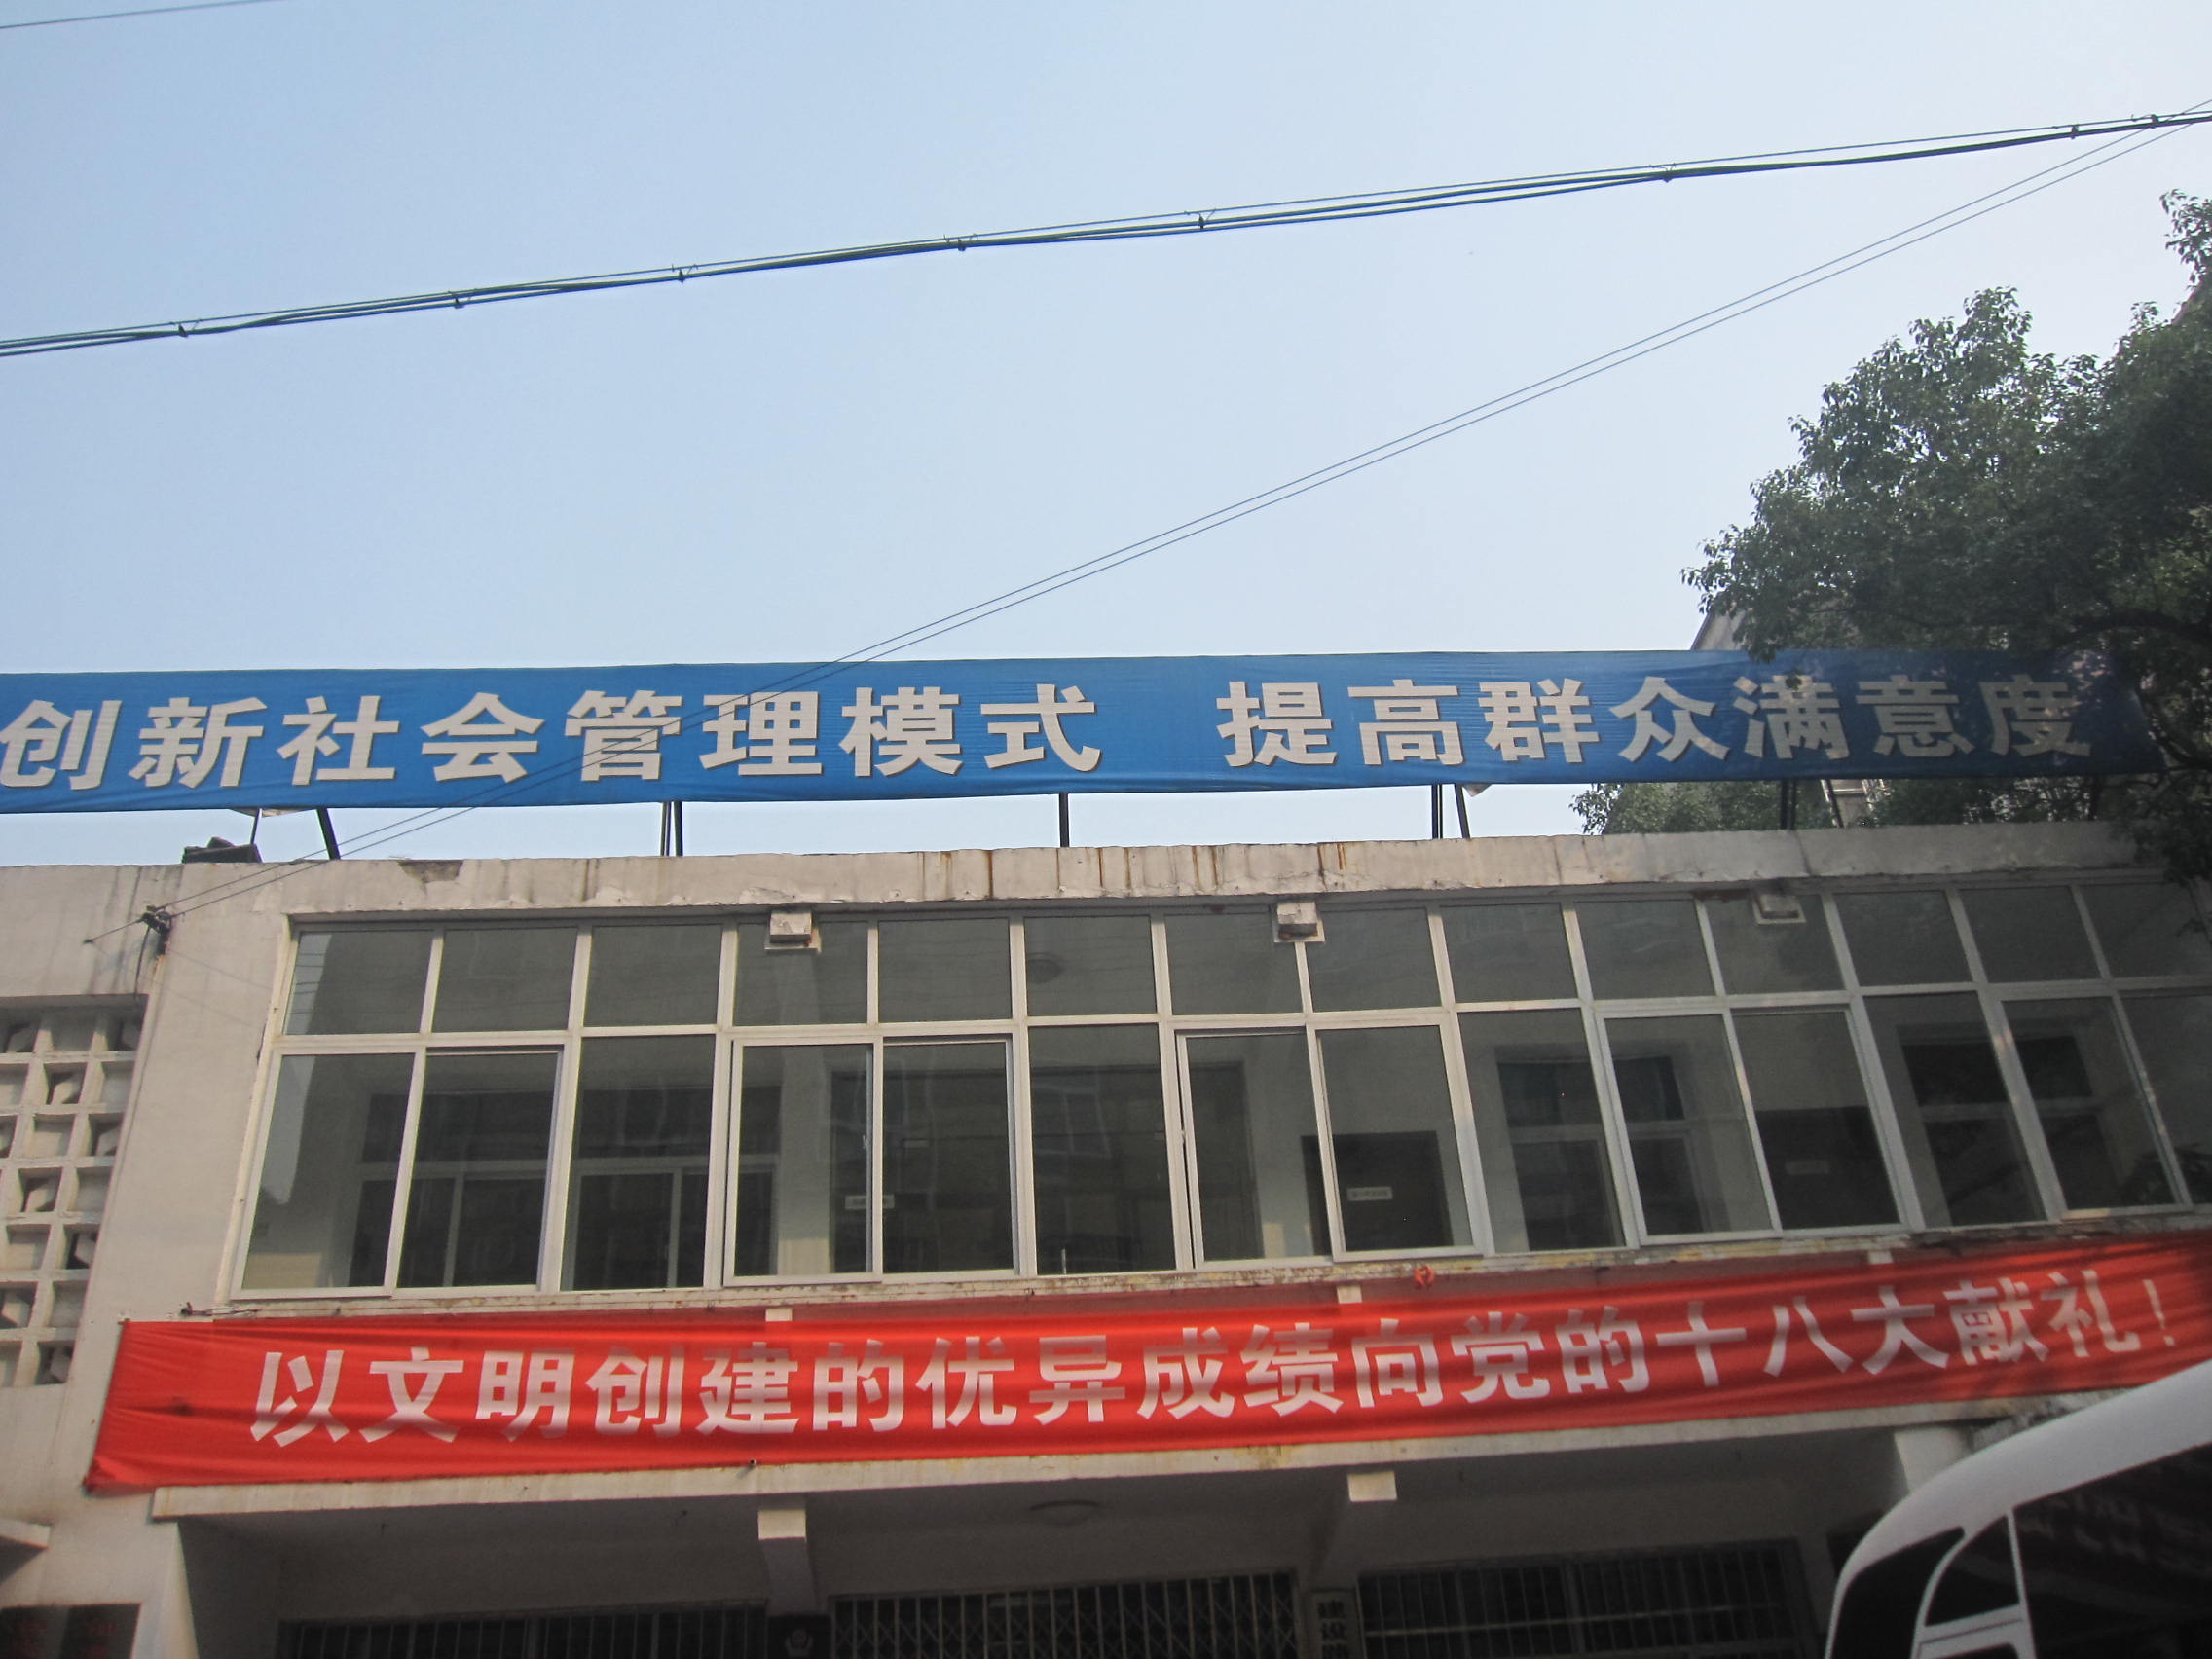 创新社会管理模式 提高群众满意度
以文明创建的优异成绩向党的十八大献礼！